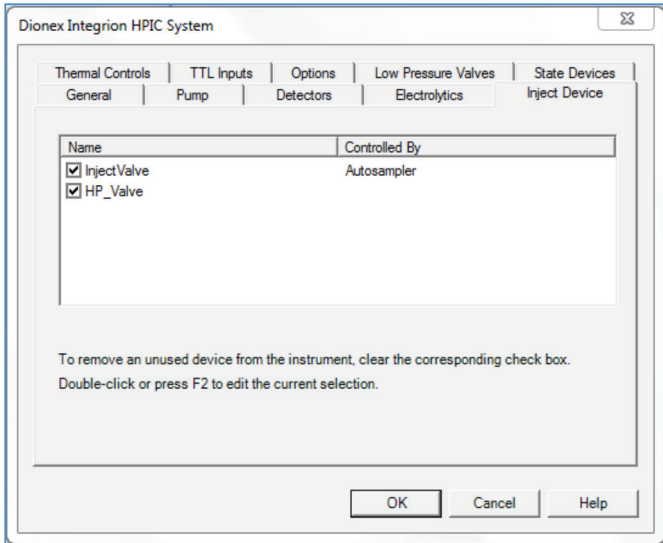 Dionex Integrion HPIC System
Thermal Controls TTL Inputs Options Low Pressure Valves State Devices
General Pump Detectors Electrolytics Inject Device
Name Controlled By
InjectValve Autosampler
HP_Valve
To remove an unused device from the instrument, clear the corresponding check box.
Double-click or press F2 to edit the current selection.
OK Cancel Help